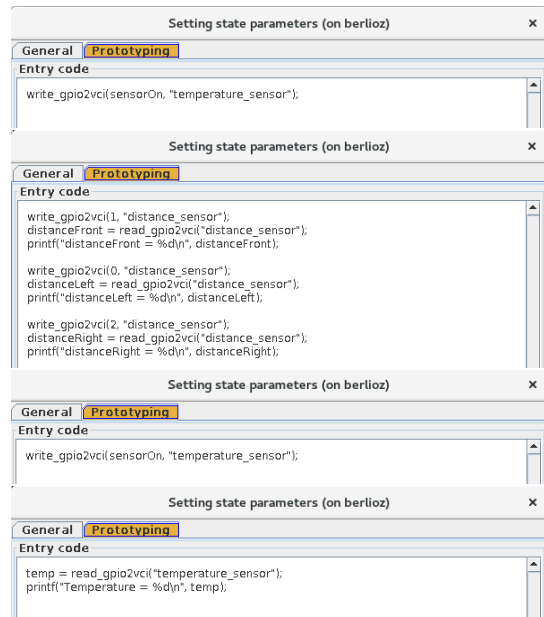 Setting state parameters (on berlioz) ×
General Prototyping
Entry code
write_gpio2vci(sensorOn, "temperature_sensor");
Setting state parameters (on berlioz) ×
General Prototyping
Entry code
write_gpio2vci(1, "distance_sensor");
distanceFront = read_gpio2vci("distance_sensor");
printf("distanceFront = %d\n", distanceFront);
write_gpio2vci(0, "distance_sensor");
distanceLeft = read_gpio2vci("distance_sensor");
printf("distanceLeft = %d\n", distanceLeft);
write_gpio2vci(2, "distance_sensor");
distanceRight = read_gpio2vci("distance_sensor");
printf("distanceRight = %d\n", distanceRight);
Setting state parameters (on berlioz) ×
General Prototyping
Entry code
write_gpio2vci(sensorOn, "temperature_sensor");
Setting state parameters (on berlioz) ×
General Prototyping
Entry code
temp = read_gpio2vci("temperature_sensor");
printf("Temperature = %d\n", temp);